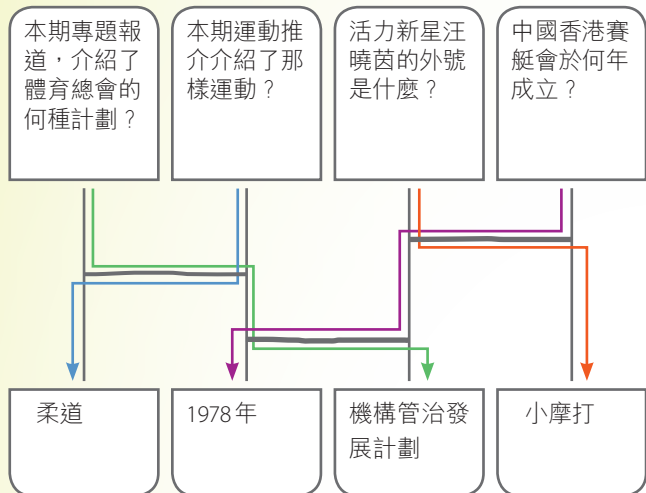 本期專題報
道，介紹了
體育總會的
何種計劃？
本期運動推
介介紹了那
樣運動？
活力新星汪
曉茵的外號
是什麼？
中國香港賽
艇會於何年
成立？
柔道
1978年
機構管治發
展計劃
小摩打